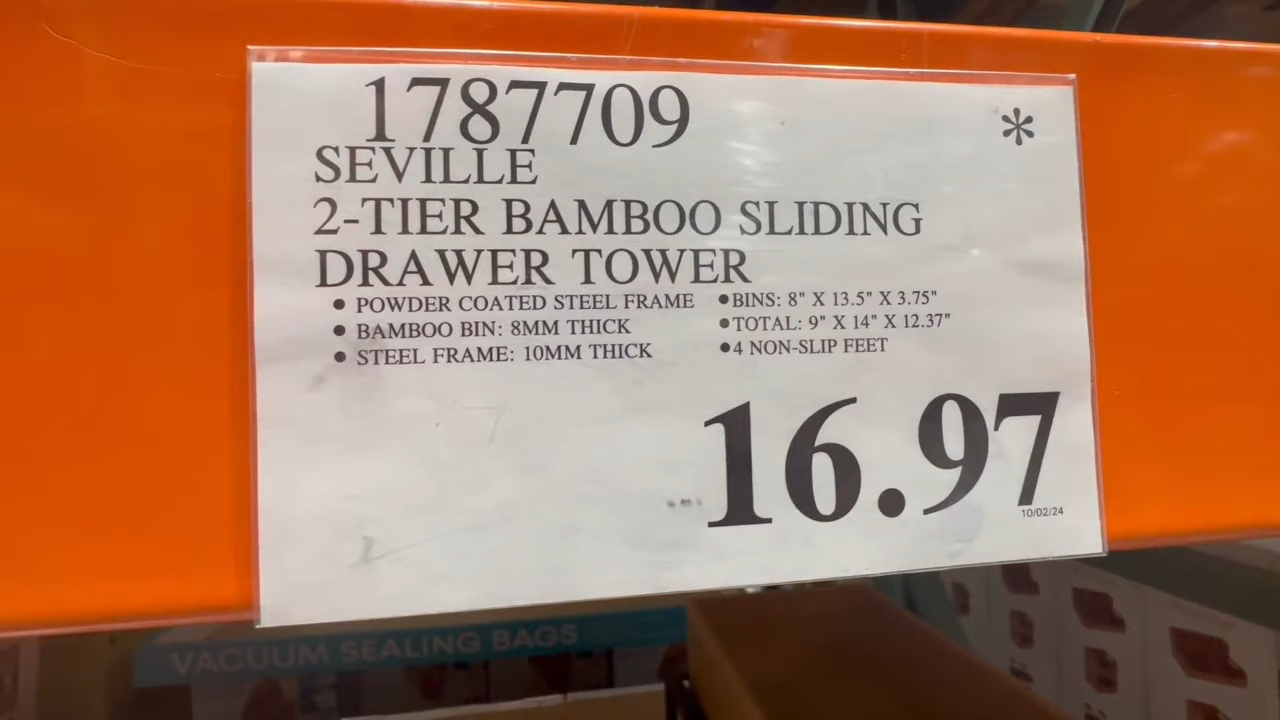 1787709
*
SEVILLE
2-TIER BAMBOO SLIDING
DRAWER TOWER
• POWDER COATED STEEL FRAME
• BAMBOO BIN: 8MM THICK
• STEEL FRAME: 10MM THICK
• BINS: 8" X 13.5" X 3.75"
• TOTAL: 9" X 14" X 12.37"
• 4 NON-SLIP FEET
16.97
10/02/24
VACUUM SEALING BAGS